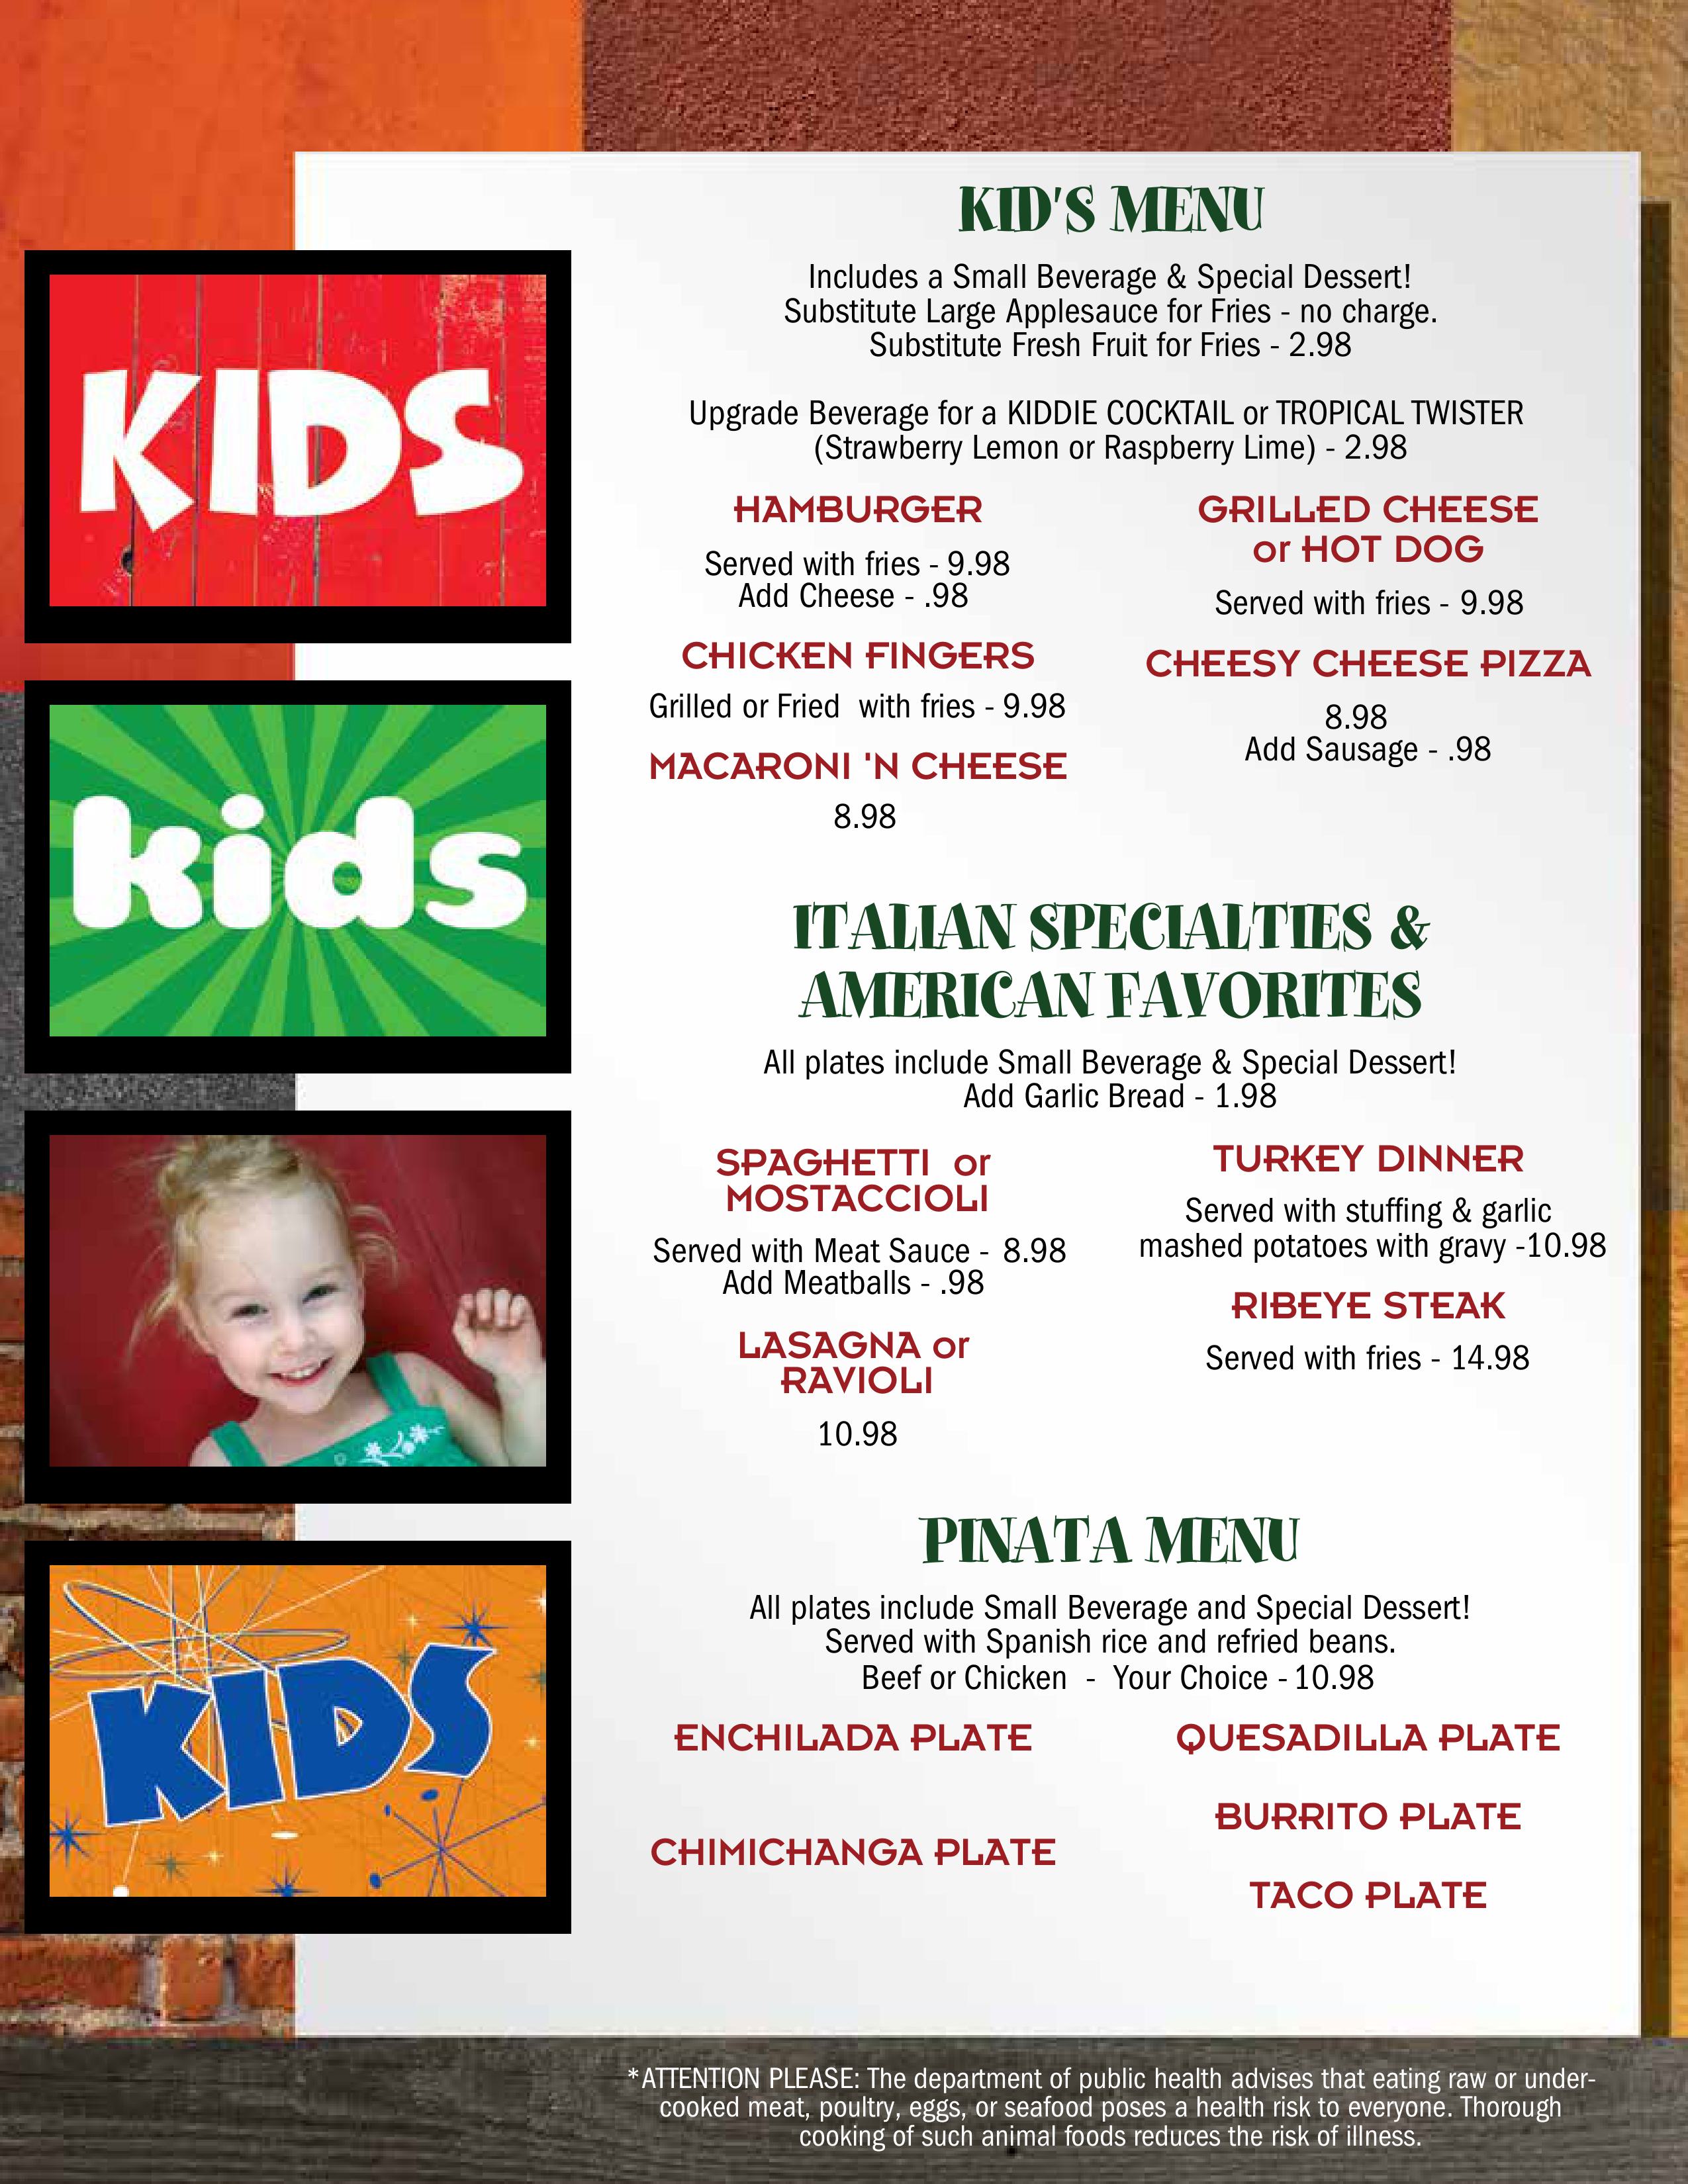 KIDS
kids
KIDS
KID'S MENU
Includes a Small Beverage & Special Dessert!
Substitute Large Applesauce for Fries - no charge.
Substitute Fresh Fruit for Fries - 2.98
Upgrade Beverage for a KIDDIE COCKTAIL or TROPICAL TWISTER
(Strawberry Lemon or Raspberry Lime) - 2.98
HAMBURGER
Served with fries - 9.98
Add Cheese - .98
CHICKEN FINGERS
Grilled or Fried with fries - 9.98
MACARONI 'N CHEESE
8.98
GRILLED CHEESE
or HOT DOG
Served with fries - 9.98
CHEESY CHEESE PIZZA
8.98
Add Sausage - .98
ITALIAN SPECIALTIES &
AMERICAN FAVORITES
All plates include Small Beverage & Special Dessert!
Add Garlic Bread - 1.98
SPAGHETTI or
MOSTACCIOLI
Served with Meat Sauce - 8.98
Add Meatballs - .98
LASAGNA or
RAVIOLI
10.98
TURKEY DINNER
Served with stuffing & garlic
mashed potatoes with gravy -10.98
RIBEYE STEAK
Served with fries - 14.98
PINATA MENU
All plates include Small Beverage and Special Dessert!
Served with Spanish rice and refried beans.
Beef or Chicken - Your Choice - 10.98
ENCHILADA PLATE
CHIMICHANGA PLATE
QUESADILLA PLATE
BURRITO PLATE
TACO PLATE
*ATTENTION PLEASE: The department of public health advises that eating raw or under-
cooked meat, poultry, eggs, or seafood poses a health risk to everyone. Thorough
cooking of such animal foods reduces the risk of illness.